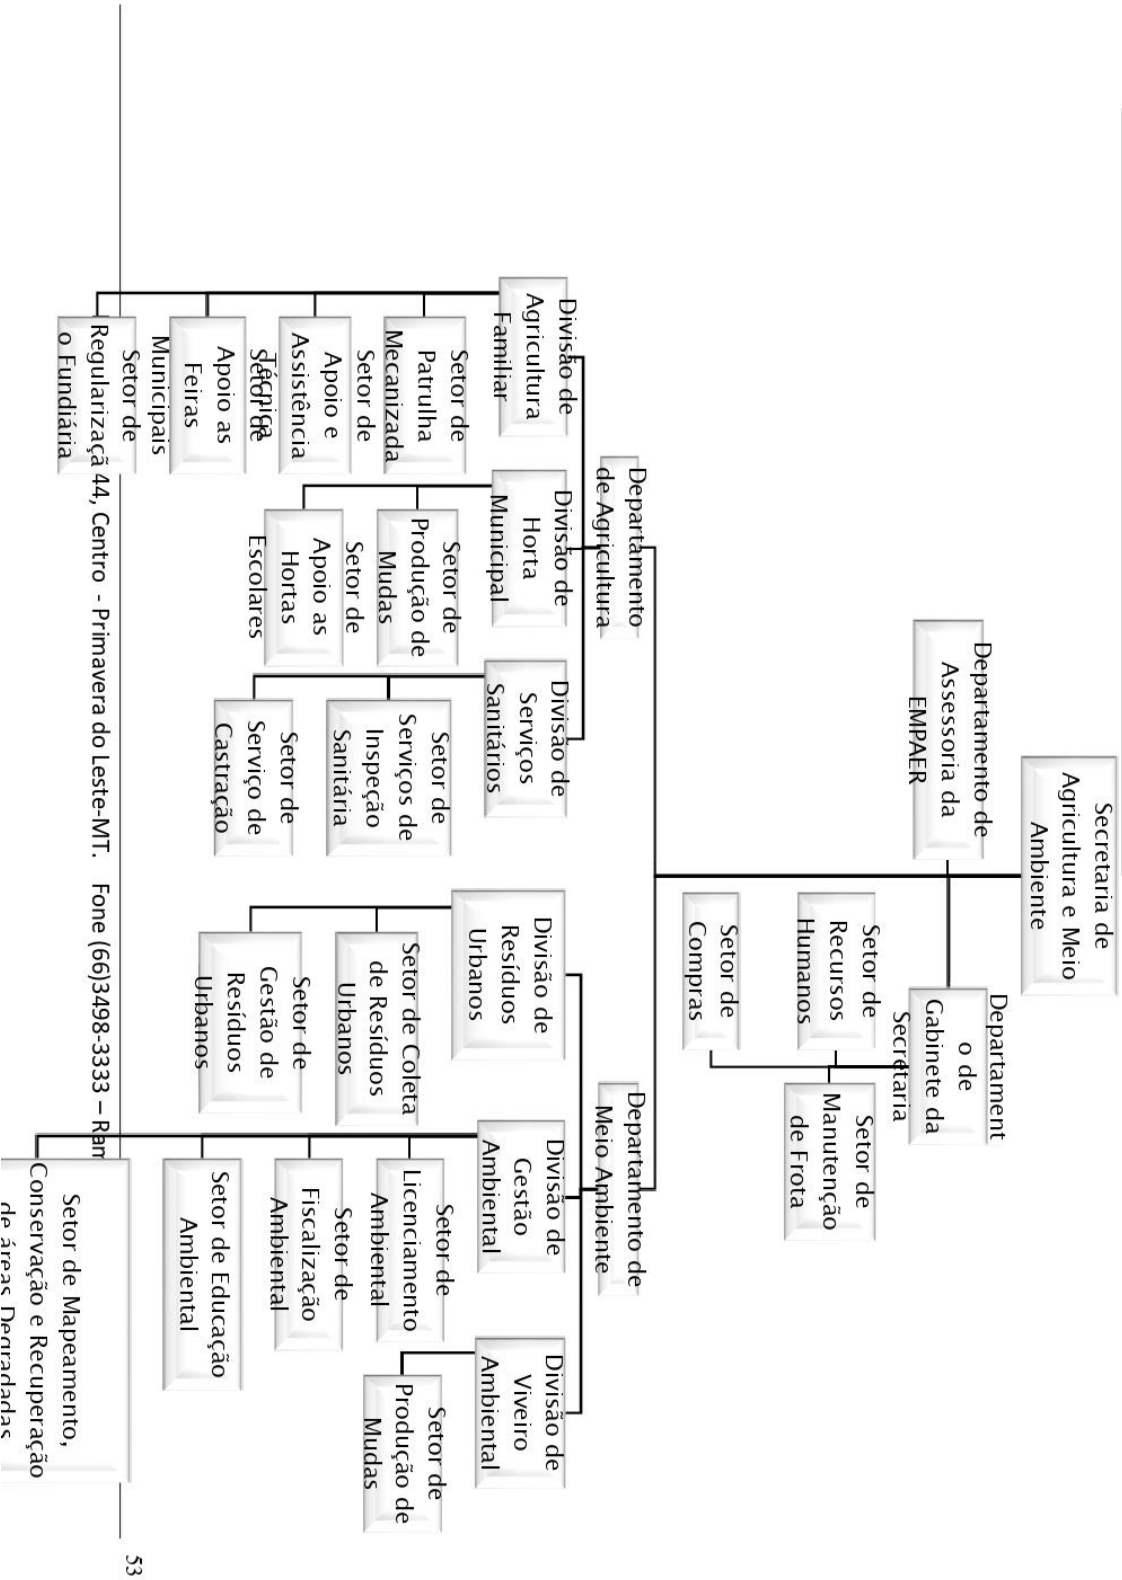 Secretaria de
Agricultura e Meio
Ambiente
Departamento de
Assessoria da
EMPAER
Departament
o de
Gabinete da
Secretaria
Setor de
Recursos
Humanos
Setor de
Manutenção
de Frota
Setor de
Compras
Departamento
de Agricultura
Departamento de
Meio Ambiente
Divisão de
Agricultura
Familiar
Setor de
Patrulha
Mecanizada
Setor de
Apoio e
Assistência
Técnica
Setor de
Apoio as
Feiras
Municipais
Setor de
Regularizaçã
o Fundiária
Divisão de
Horta
Municipal
Setor de
Produção de
Mudas
Setor de
Apoio as
Hortas
Escolares
Divisão de
Serviços
Sanitários
Setor de
Serviços de
Inspeção
Sanitária
Setor de
Serviço de
Castração
Divisão de
Resíduos
Urbanos
Setor de Coleta
de Resíduos
Urbanos
Setor de
Gestão de
Resíduos
Urbanos
Divisão de
Gestão
Ambiental
Setor de
Licenciamento
Ambiental
Setor de
Fiscalização
Ambiental
Setor de Educação
Ambiental
Setor de Mapeamento,
Conservação e Recuperação
de áreas Degradadas
Divisão de
Viveiro
Ambiental
Setor de
Produção de
Mudas
44, Centro - Primavera do Leste-MT. Fone (66)3498-3333 – Ram
53